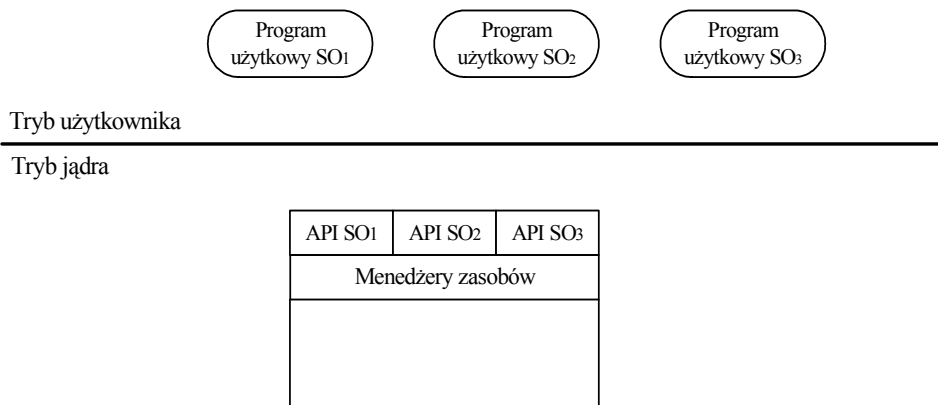 Program
użytkowy SO1
Program
użytkowy SO2
Program
użytkowy SO3
Tryb użytkownika
Tryb jądra
API SO1
API SO2
API SO3
Menedżery zasobów